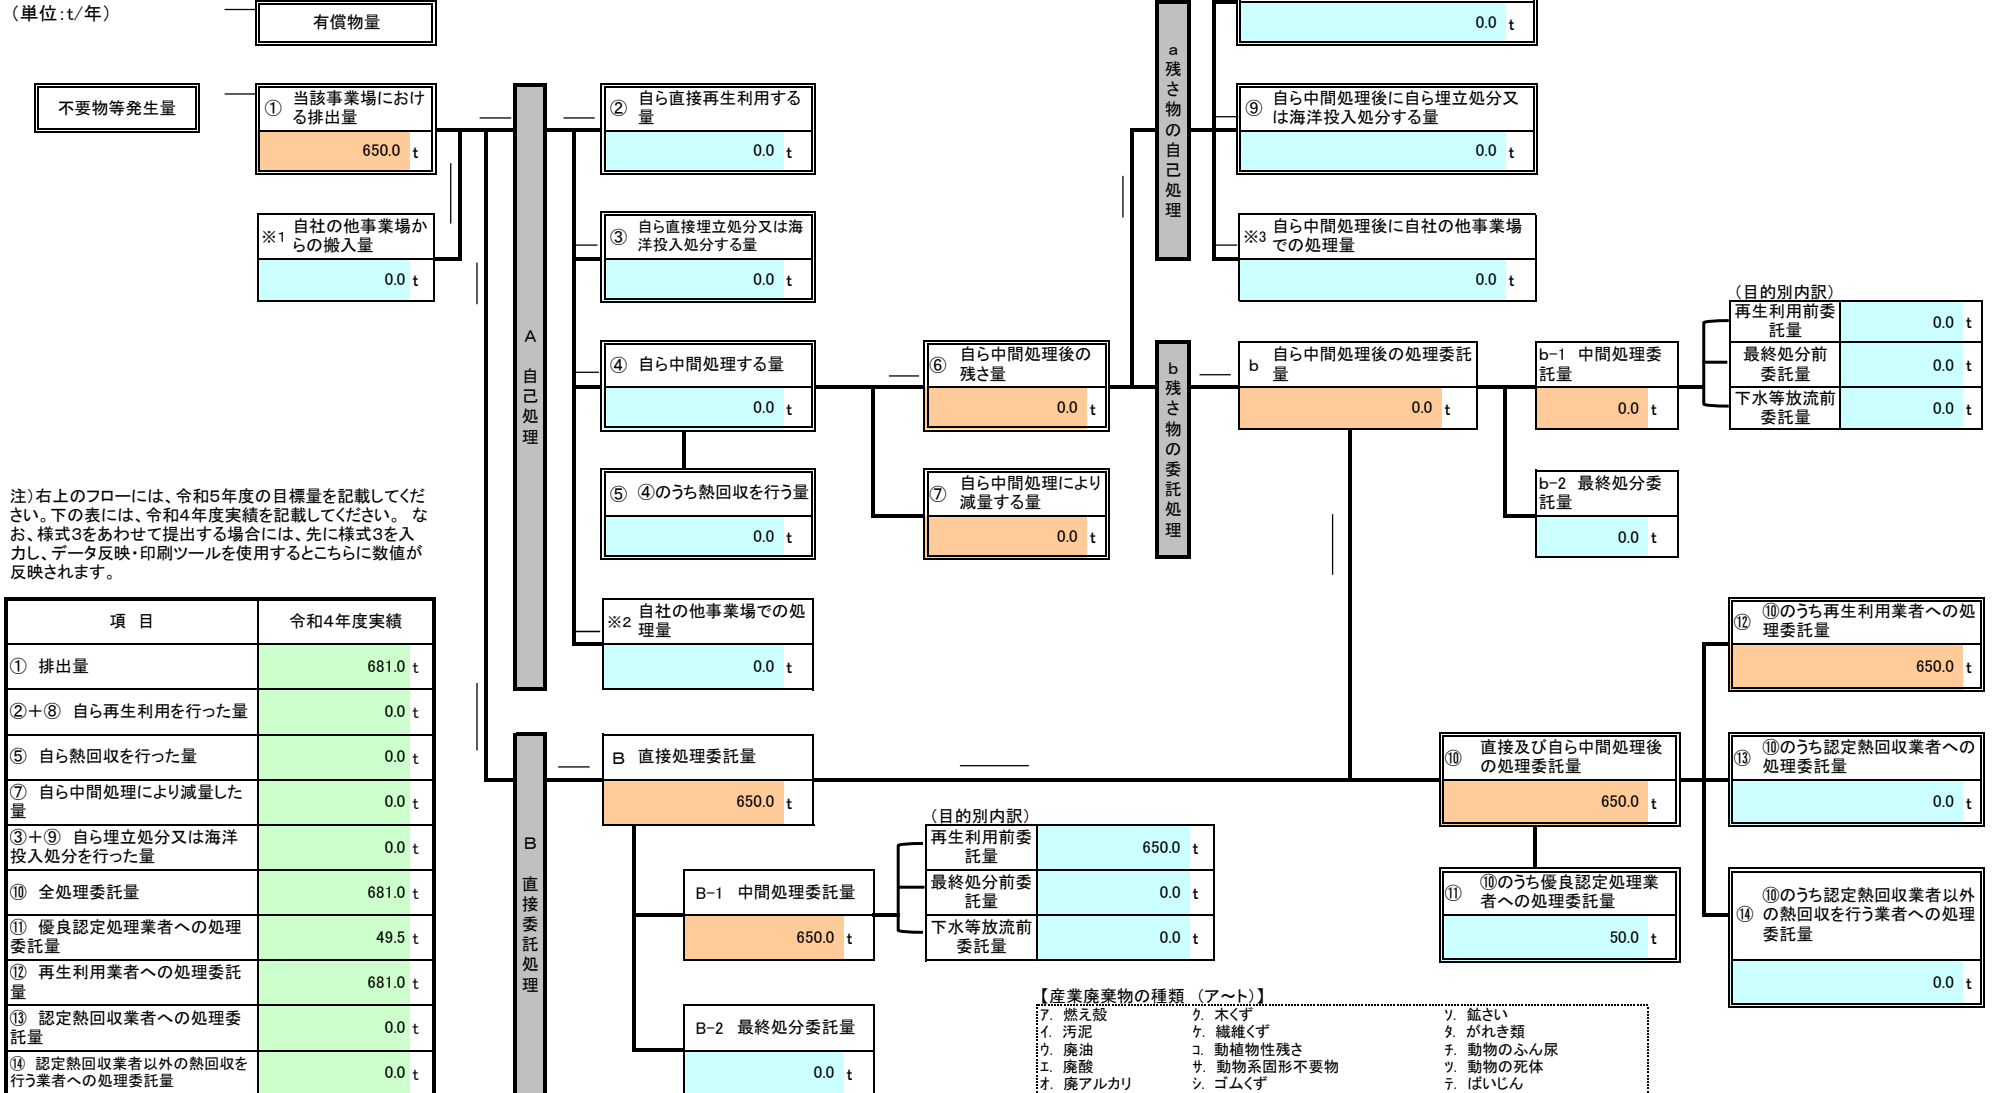 （単位：ｔ/年）
有償物量
0.0 ｔ
不要物等発生量
① 当該事業場におけ
る排出量
650.0 ｔ
※1 自社の他事業場か
らの搬入量
0.0 ｔ
Ａ 自己処理
② 自ら直接再生利用する
量
0.0 ｔ
③ 自ら直接埋立処分又は海
洋投入処分する量
0.0 ｔ
④ 自ら中間処理する量
0.0 ｔ
⑤ ④のうち熱回収を行う量
0.0 ｔ
※2 自社の他事業場での処
理量
0.0 ｔ
⑥ 自ら中間処理後の
残さ量
0.0 ｔ
⑦ 自ら中間処理により
減量する量
0.0 ｔ
ａ残さ物の自己処理
⑨ 自ら中間処理後に自ら埋立処分又
は海洋投入処分する量
0.0 ｔ
※3 自ら中間処理後に自社の他事業場
での処理量
0.0 ｔ
ｂ残さ物の委託処理
ｂ 自ら中間処理後の処理委託
量
0.0 ｔ
b-1 中間処理委
託量
0.0 ｔ
b-2 最終処分委
託量
0.0 ｔ
（目的別内訳）
再生利用前委
託量
0.0 ｔ
最終処分前
委託量
0.0 ｔ
下水等放流前
委託量
0.0 ｔ
注）右上のフローには、令和5年度の目標量を記載してくだ
さい。下の表には、令和4年度実績を記載してください。 な
お、様式3をあわせて提出する場合には、先に様式3を入
力し、データ反映・印刷ツールを使用するとこちらに数値が
反映されます。
項 目 令和4年度実績
① 排出量 681.0 ｔ
②＋⑧ 自ら再生利用を行った量 0.0 ｔ
⑤ 自ら熱回収を行った量 0.0 ｔ
⑦ 自ら中間処理により減量した
量 0.0 ｔ
③＋⑨ 自ら埋立処分又は海洋
投入処分を行った量 0.0 ｔ
⑩ 全処理委託量 681.0 ｔ
⑪ 優良認定処理業者への処理
委託量 49.5 ｔ
⑫ 再生利用業者への処理委託
量 681.0 ｔ
⑬ 認定熱回収業者への処理委
託量 0.0 ｔ
⑭ 認定熱回収業者以外の熱回収を
行う業者への処理委託量 0.0 ｔ
Ｂ 直接委託処理
Ｂ 直接処理委託量
650.0 ｔ
B-1 中間処理委託量
650.0 ｔ
B-2 最終処分委託量
0.0 ｔ
（目的別内訳）
再生利用前委
託量
650.0 ｔ
最終処分前委
託量
0.0 ｔ
下水等放流前
委託量
0.0 ｔ
⑩ 直接及び自ら中間処理後
の処理委託量
650.0 ｔ
⑪ ⑩のうち優良認定処理業
者への処理委託量
50.0 ｔ
⑫ ⑩のうち再生利用業者への処
理委託量
650.0 ｔ
⑬ ⑩のうち認定熱回収業者への
処理委託量
0.0 ｔ
⑭ ⑩のうち認定熱回収業者以外
の熱回収を行う業者への処理
委託量
0.0 ｔ
【産業廃棄物の種類 （ア～ト）】
ア. 燃え殻 ク. 木くず ソ. 鉱さい
イ. 汚泥 ケ. 繊維くず タ. がれき類
ウ. 廃油 コ. 動植物性残さ チ. 動物のふん尿
エ. 廃酸 サ. 動物系固形不要物 ツ. 動物の死体
オ. 廃アルカリ シ. ゴムくず テ. ばいじん